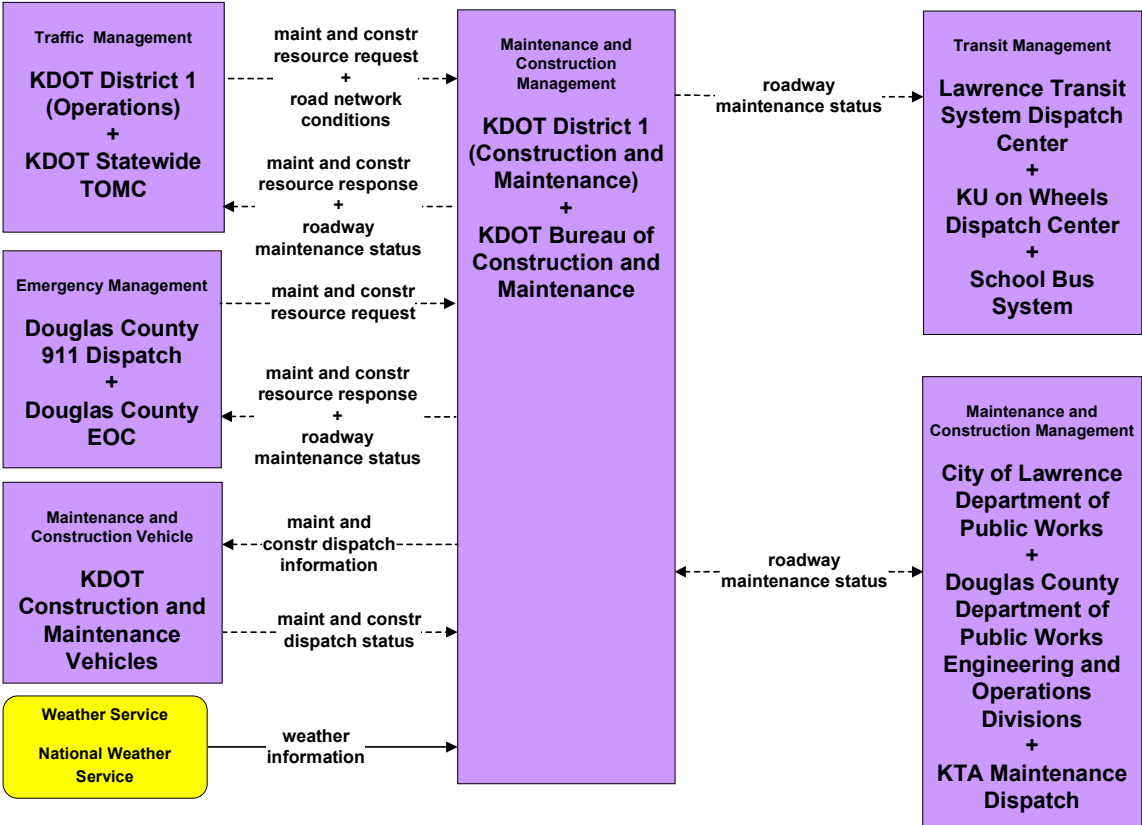 Traffic Management
KDOT District 1
(Operations)
+
KDOT Statewide
TOMC
maint and constr
resource request
+
road network
conditions
maint and constr
resource response
+
roadway
maintenance status
Emergency Management
Douglas County
911 Dispatch
+
Douglas County
EOC
maint and constr
resource request
maint and constr
resource response
+
roadway
maintenance status
Maintenance and
Construction Vehicle
KDOT
Construction and
Maintenance
Vehicles
maint and
constr dispatch
information
maint and constr
dispatch status
Weather Service
National Weather
Service
weather
information
Maintenance and
Construction
Management
KDOT District 1
(Construction and
Maintenance)
+
KDOT Bureau of
Construction and
Maintenance
roadway
maintenance status
Transit Management
Lawrence Transit
System Dispatch
Center
+
KU on Wheels
Dispatch Center
+
School Bus
System
roadway
maintenance status
Maintenance and
Construction Management
City of Lawrence
Department of
Public Works
+
Douglas County
Department of
Public Works
Engineering and
Operations
Divisions
+
KTA Maintenance
Dispatch